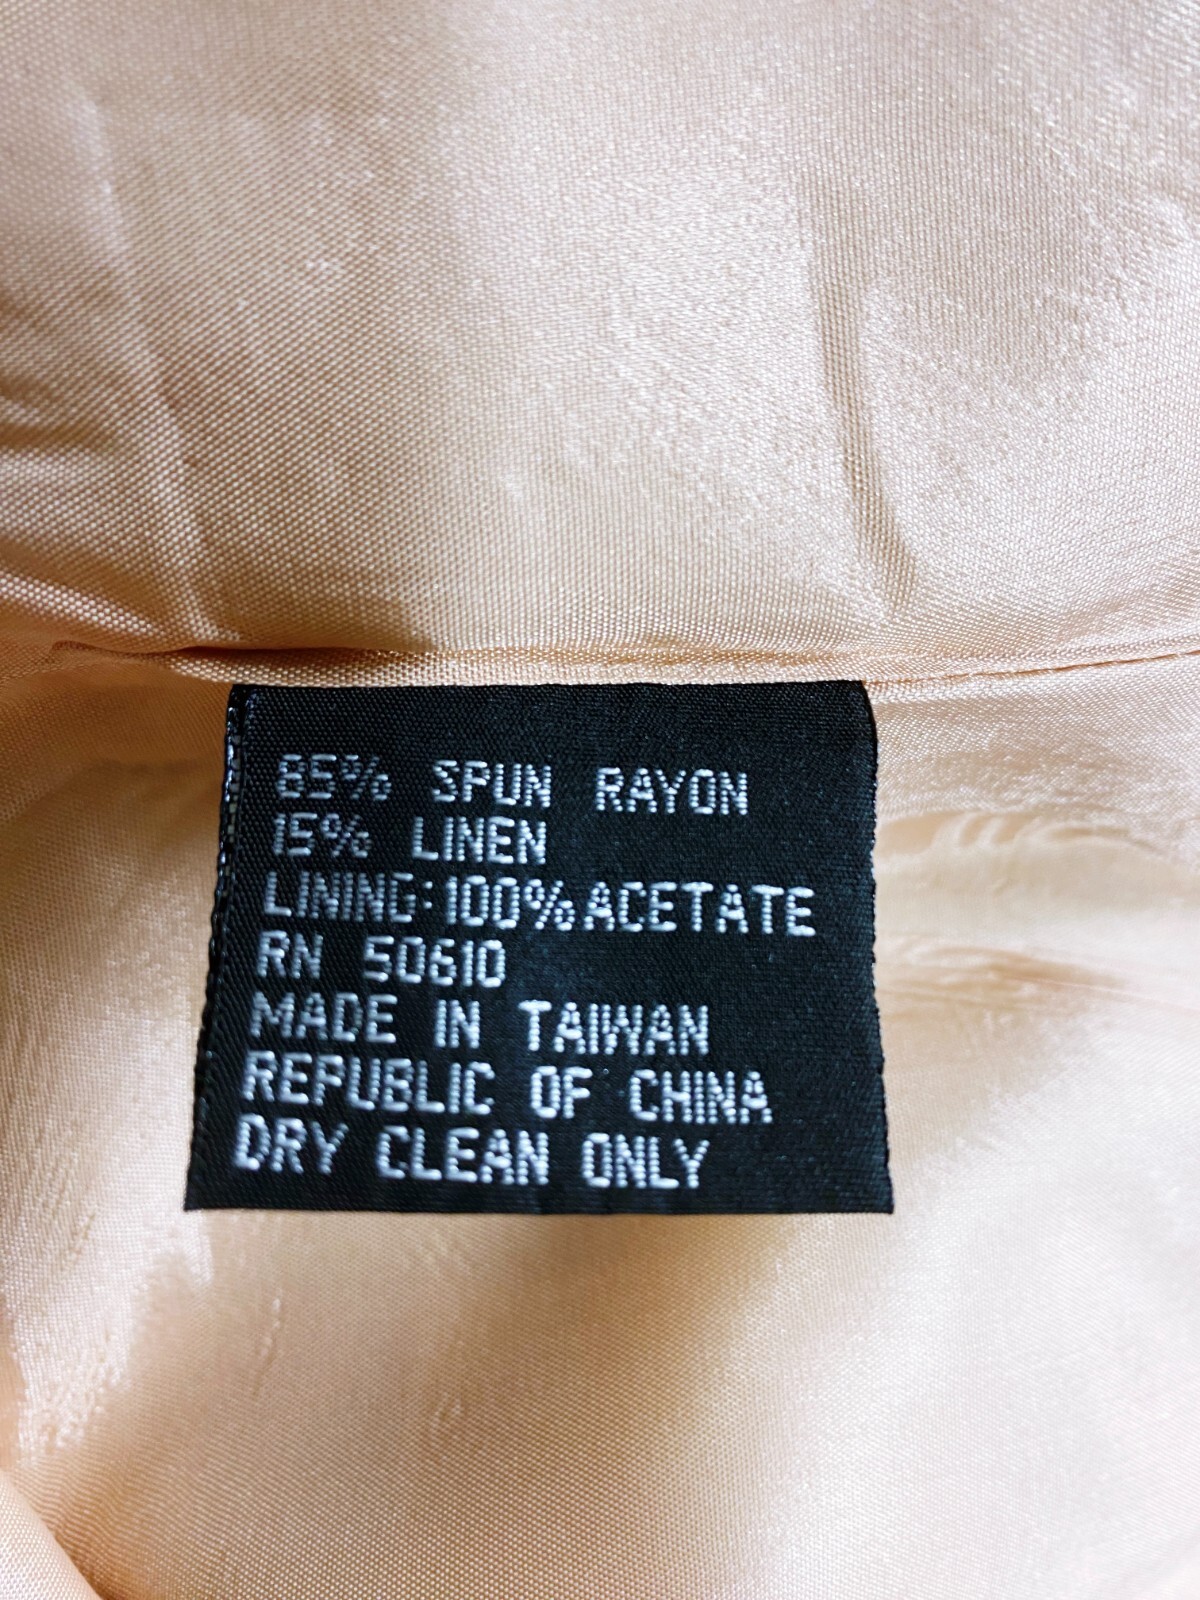 85% SPUN RAYON
15% LINEN
LINING:100%ACETATE
RN 50610
MADE IN TAIWAN
REPUBLIC OF CHINA
DRY CLEAN ONLY